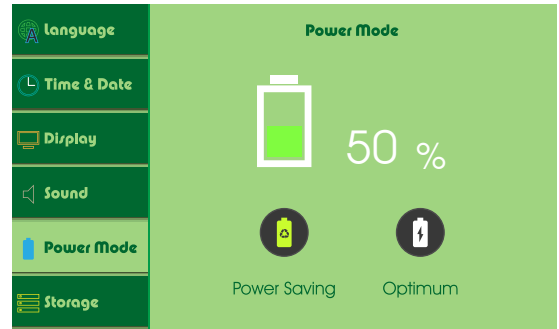 Language
Time & Date
Display
Sound
Power Mode
Storage
Power Mode
50 %
Power Saving
Optimum